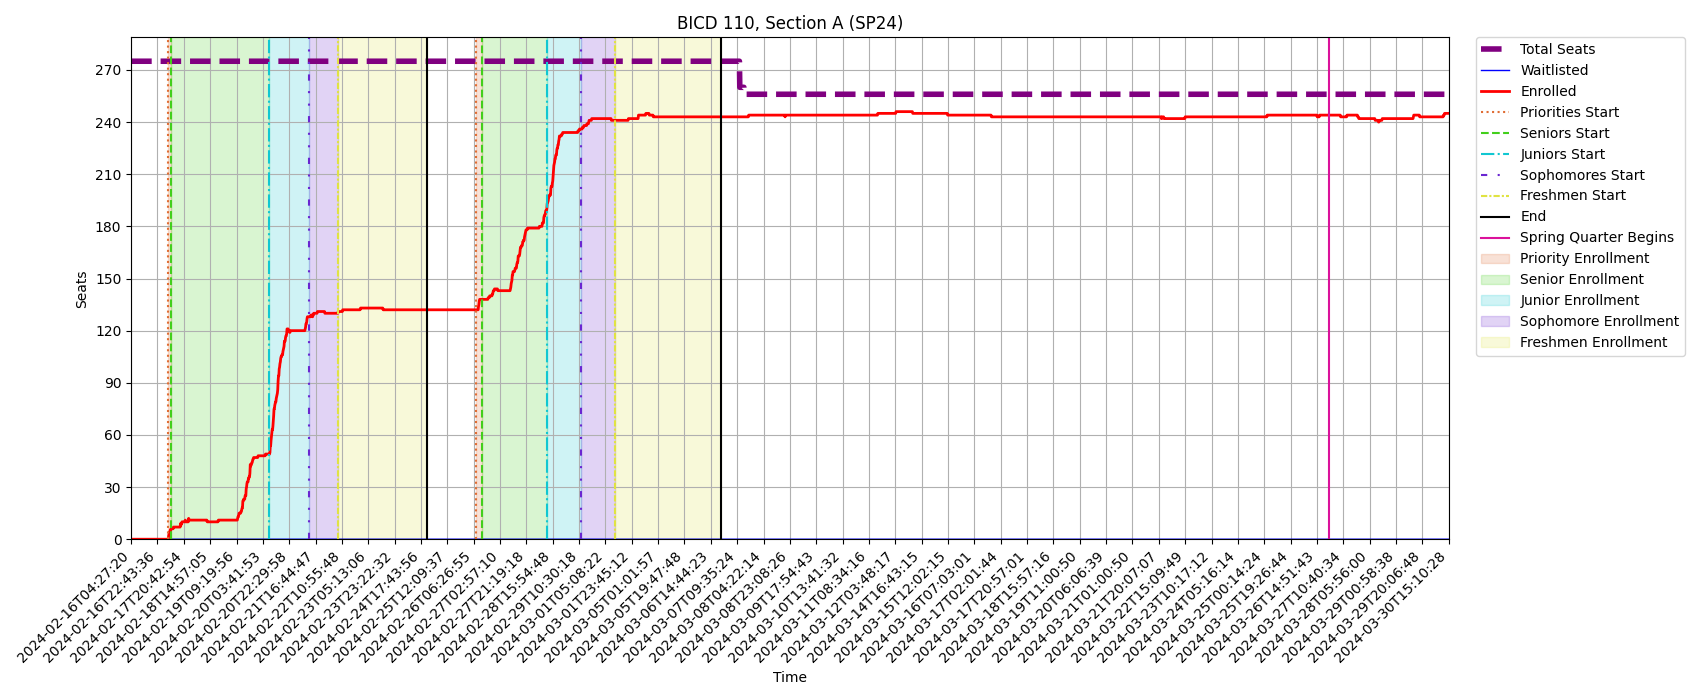 BICD 110, Section A (SP24)
Seats
270
240
210
180
150
120
90
60
30
0
2024-02-16T04:27:20
2024-02-16T22:43:36
2024-02-17T20:42:54
2024-02-18T14:57:05
2024-02-19T09:19:56
2024-02-20T03:41:53
2024-02-20T22:29:58
2024-02-21T16:44:47
2024-02-22T10:55:48
2024-02-23T05:13:06
2024-02-23T23:22:32
2024-02-24T17:43:56
2024-02-25T12:09:37
2024-02-26T06:26:55
2024-02-27T02:57:10
2024-02-27T21:19:18
2024-02-28T15:54:48
2024-02-29T10:30:18
2024-03-01T05:08:22
2024-03-01T23:45:12
2024-03-05T01:01:57
2024-03-05T19:47:48
2024-03-06T14:44:23
2024-03-07T09:35:24
2024-03-08T04:22:14
2024-03-08T23:08:26
2024-03-09T17:54:43
2024-03-10T13:41:32
2024-03-11T08:34:16
2024-03-12T03:48:17
2024-03-14T16:43:15
2024-03-15T12:02:15
2024-03-16T07:03:01
2024-03-17T02:01:44
2024-03-17T20:57:01
2024-03-18T15:57:16
2024-03-19T11:00:50
2024-03-20T06:06:39
2024-03-21T01:00:50
2024-03-21T20:07:07
2024-03-22T15:09:49
2024-03-23T10:17:12
2024-03-24T05:16:14
2024-03-25T00:14:24
2024-03-25T19:26:44
2024-03-26T14:51:43
2024-03-27T10:40:34
2024-03-28T05:56:00
2024-03-29T00:58:38
2024-03-29T20:06:48
2024-03-30T15:10:28
Time
Total Seats
Waitlisted
Enrolled
Priorities Start
Seniors Start
Juniors Start
Sophomores Start
Freshmen Start
End
Spring Quarter Begins
Priority Enrollment
Senior Enrollment
Junior Enrollment
Sophomore Enrollment
Freshmen Enrollment